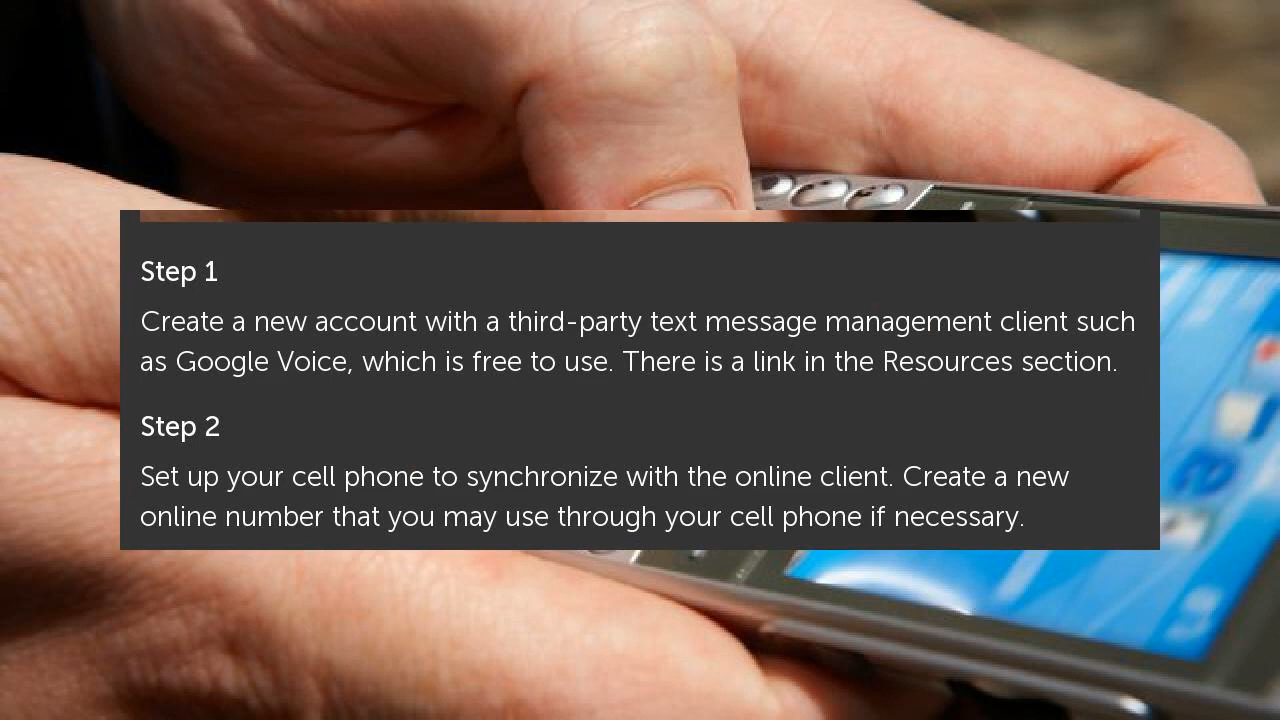 Step 1
Create a new account with a third-party text message management client such
as Google Voice, which is free to use. There is a link in the Resources section.
Step 2
Set up your cell phone to synchronize with the online client. Create a new
online number that you may use through your cell phone if necessary.